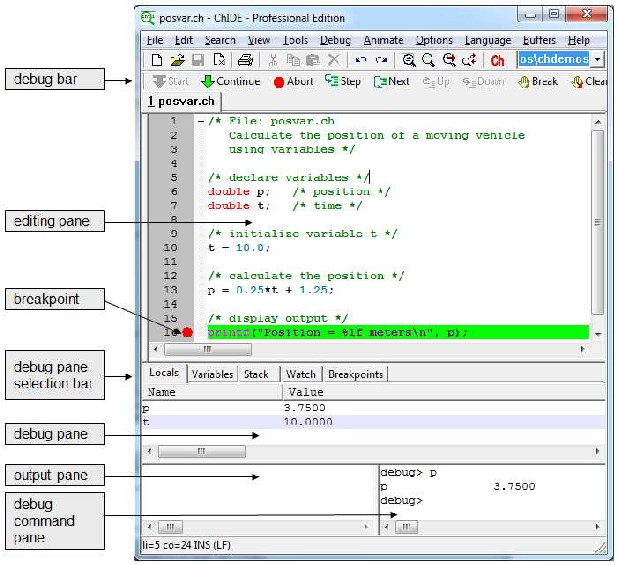 posvar.ch - ChIDE - Professional Edition
File Edit Search View Tools Debug Animate Options Language Buffers Help
Ch os\chdemos
debug bar
Start Continue Abort Step Next Up Down Break Clear
1 posvar.ch
1 /* File: posvar.ch
2 Calculate the position of a moving vehicle
3 using variables */
4
5 /* declare variables */
6 double p; /* position */
7 double t; /* time */
8
editing pane
9 /* initialize variable t */
10 t = 10.0;
11
12 /* calculate the position */
13 p = 0.25*t + 1.25;
14
breakpoint
15 /* display output */
16 printf("Position = %lf meters\n", p);
debug pane
selection bar
Locals Variables Stack Watch Breakpoints
Name Value
p 3.7500
t 10.0000
debug pane
output pane
debug> p
p 3.7500
debug>
debug
command
pane
li=5 co=24 INS (LF)